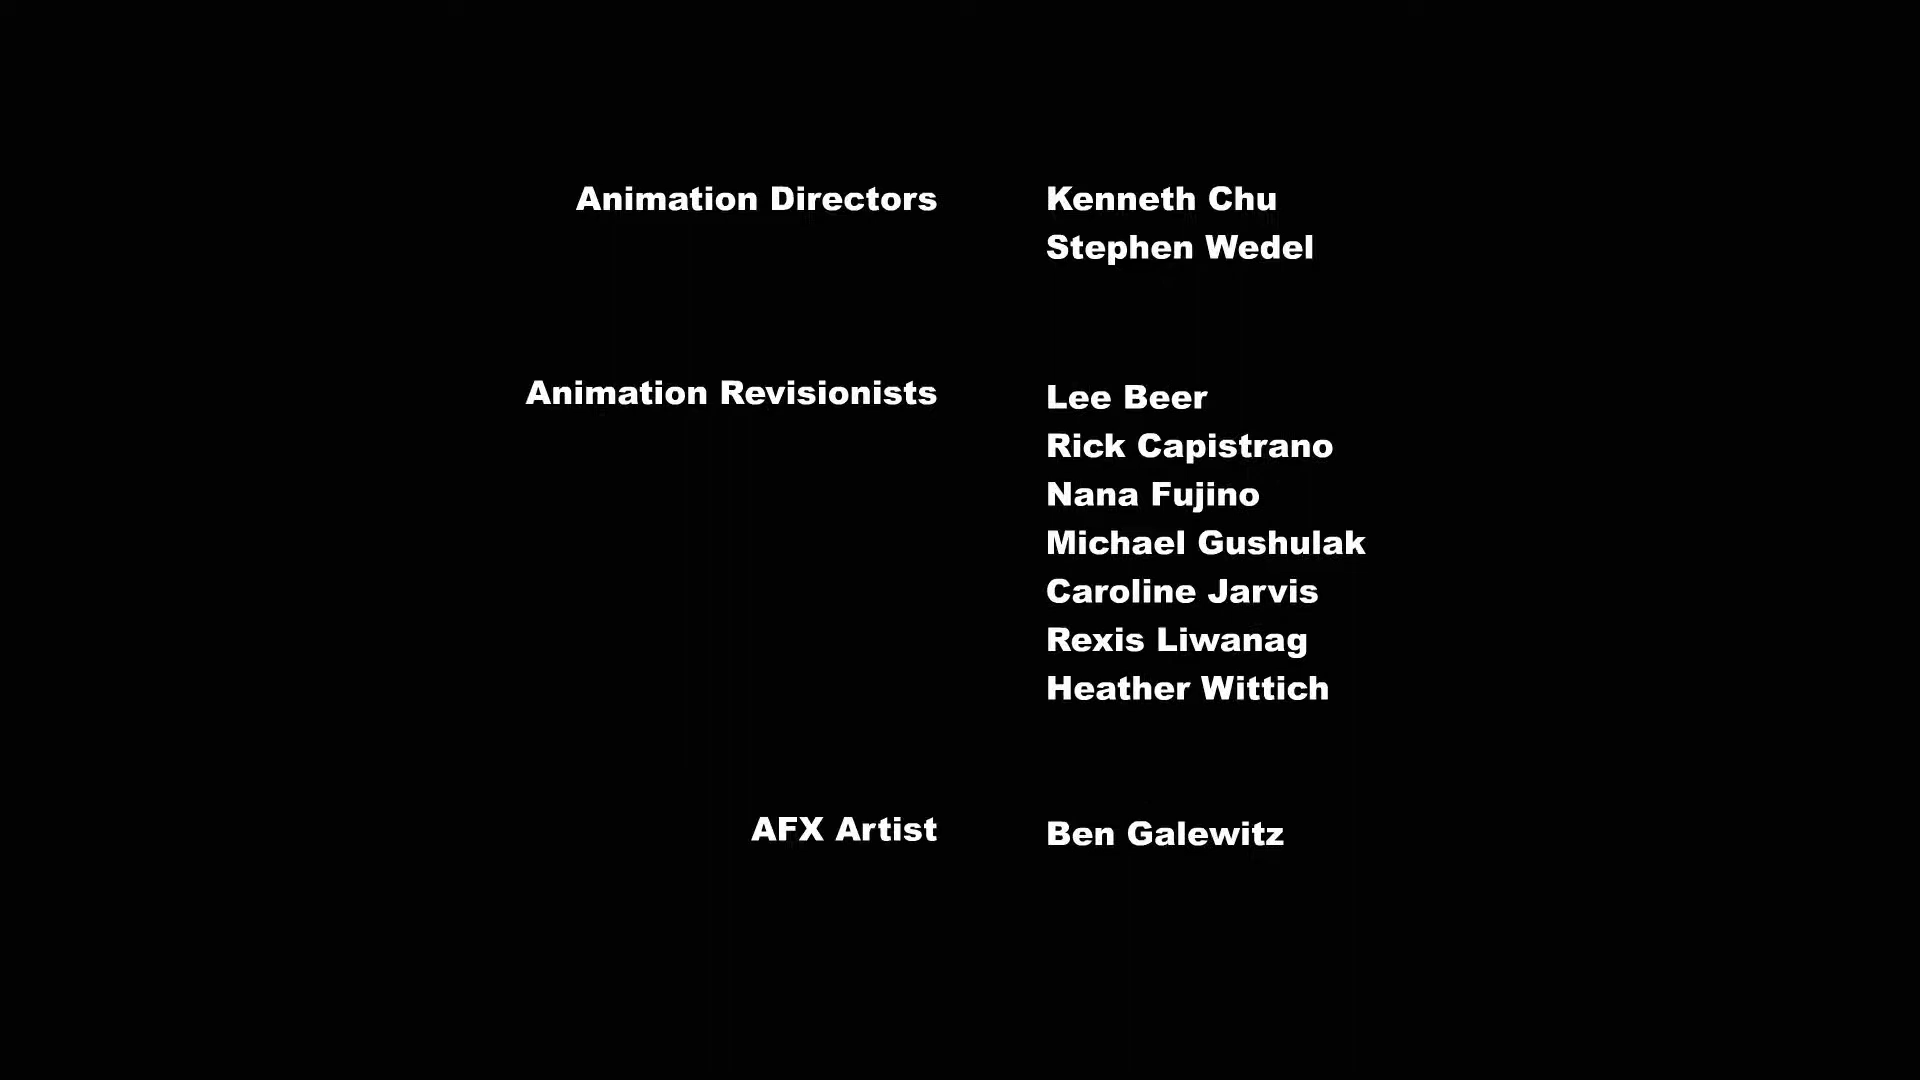 Animation Directors Kenneth Chu
Stephen Wedel
Animation Revisionists Lee Beer
Rick Capistrano
Nana Fujino
Michael Gushulak
Caroline Jarvis
Rexis Liwanag
Heather Wittich
AFX Artist Ben Galewitz